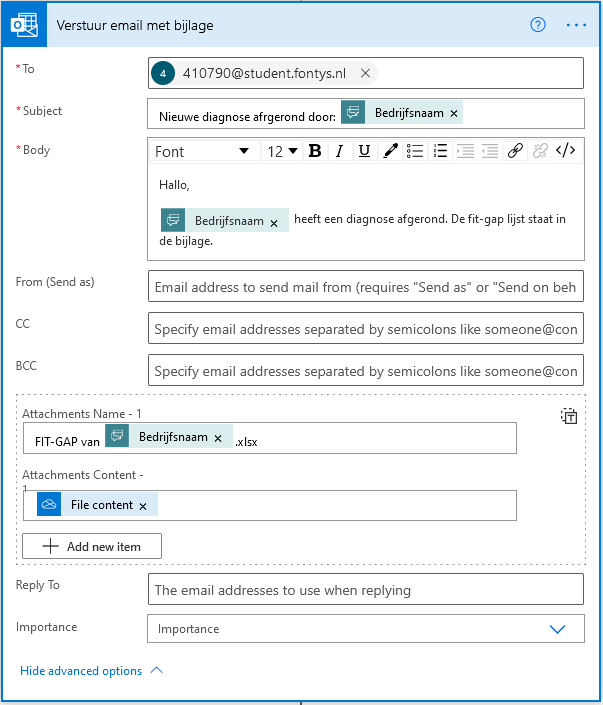 Verstuur email met bijlage
* To
4 410790@student.fontys.nl
* Subject
Nieuwe diagnose afrgerond door: Bedrijfsnaam
* Body
Font 12 B I U
Hallo,
Bedrijfsnaam heeft een diagnose afgerond. De fit-gap lijst staat in
de bijlage.
From (Send as)
Email address to send mail from (requires "Send as" or "Send on beh
CC
Specify email addresses separated by semicolons like someone@con
BCC
Specify email addresses separated by semicolons like someone@con
Attachments Name - 1
FIT-GAP van Bedrijfsnaam .xlsx
Attachments Content -
1
File content
Add new item
Reply To
The email addresses to use when replying
Importance
Importance
Hide advanced options